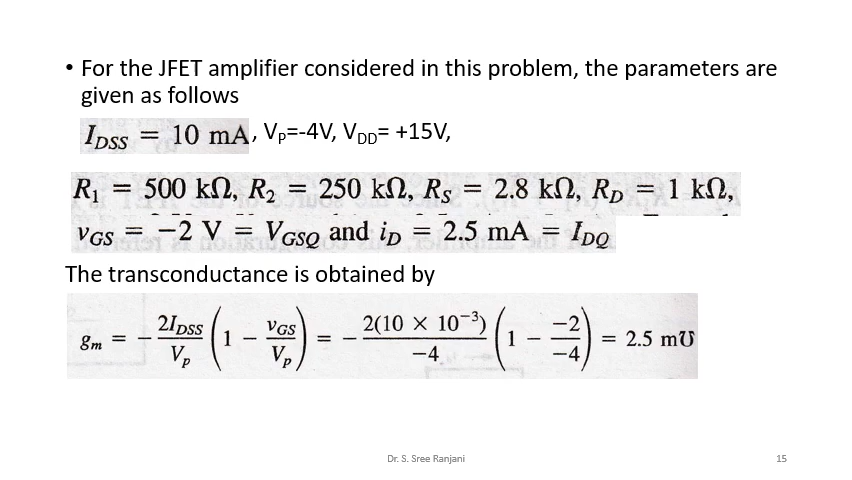 • For the JFET amplifier considered in this problem, the parameters are
given as follows
I_DSS = 10 mA, V_P=-4V, V_DD= +15V,
R_1 = 500 kΩ, R_2 = 250 kΩ, R_S = 2.8 kΩ, R_D = 1 kΩ,
v_GS = −2 V = V_GSQ and i_D = 2.5 mA = I_DQ
The transconductance is obtained by
g_m = − 2I_DSS / V_p (1 − v_GS / V_p) = − 2(10 × 10^−3) / −4 (1 − −2 / −4) = 2.5 m℧
Dr. S. Sree Ranjani
15